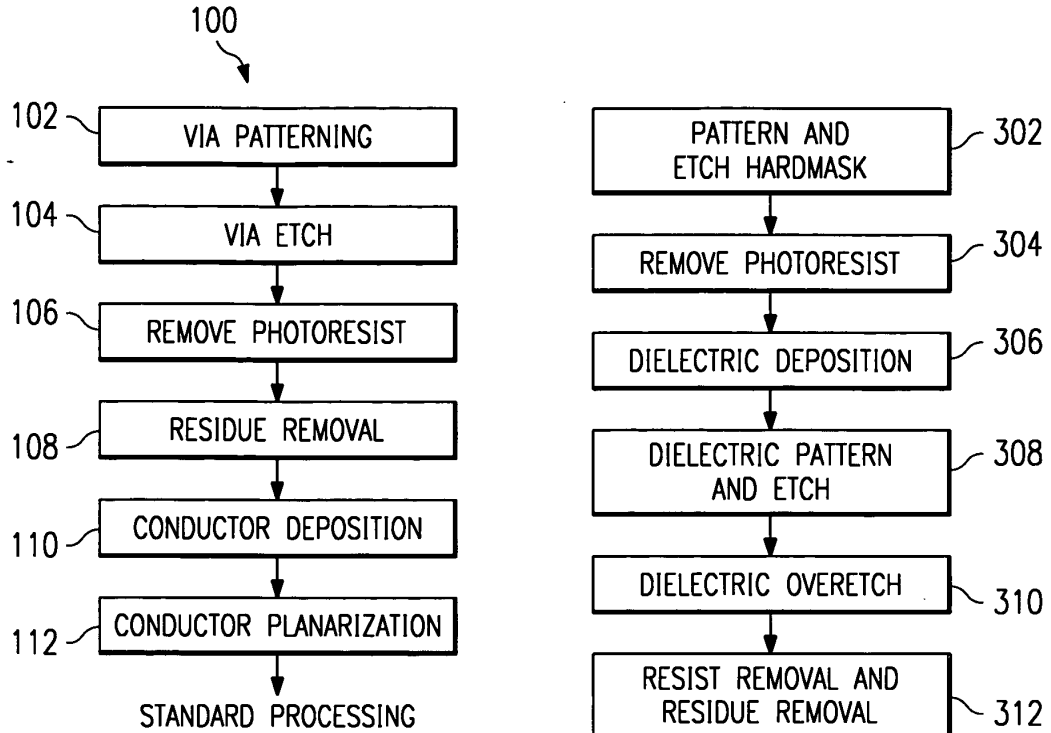 100
102
VIA PATTERNING
104
VIA ETCH
106
REMOVE PHOTORESIST
108
RESIDUE REMOVAL
110
CONDUCTOR DEPOSITION
112
CONDUCTOR PLANARIZATION
STANDARD PROCESSING
PATTERN AND
ETCH HARDMASK
302
REMOVE PHOTORESIST
304
DIELECTRIC DEPOSITION
306
DIELECTRIC PATTERN
AND ETCH
308
DIELECTRIC OVERETCH
310
RESIST REMOVAL AND
RESIDUE REMOVAL
312